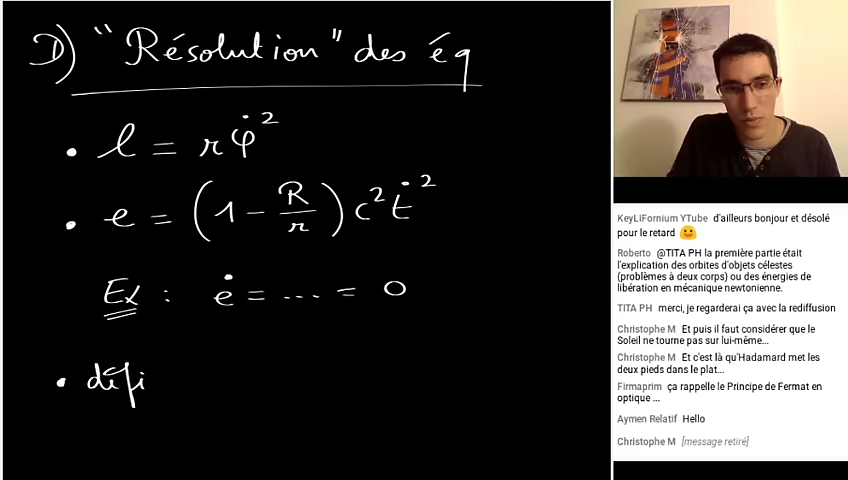 D) "Résolution" des éq
• l = rφ̇²
• e = (1 - R/r) c²ṫ²
Ex : ė = ... = 0
• défi
KeyLiFornium YTube d'ailleurs bonjour et désolé
pour le retard
Roberto @TITA PH la première partie était
l'explication des orbites d'objets célestes
(problèmes à deux corps) ou des énergies de
libération en mécanique newtonienne.
TITA PH merci, je regarderai ça avec la rediffusion
Christophe M Et puis il faut considérer que le
Soleil ne tourne pas sur lui-même...
Christophe M Et c'est là qu'Hadamard met les
deux pieds dans le plat...
Firmaprim ça rappelle le Principe de Fermat en
optique ...
Aymen Relatif Hello
Christophe M [message retiré]